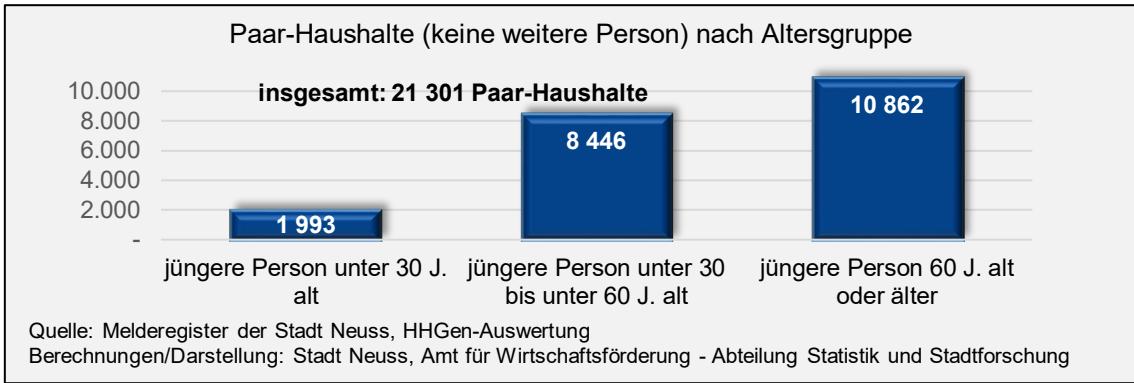 Paar-Haushalte (keine weitere Person) nach Altersgruppe
insgesamt: 21 301 Paar-Haushalte
10.000
8.000
6.000
4.000
2.000
-
1 993
8 446
10 862
jüngere Person unter 30 J.
alt
jüngere Person unter 30
bis unter 60 J. alt
jüngere Person 60 J. alt
oder älter
Quelle: Melderegister der Stadt Neuss, HHGen-Auswertung
Berechnungen/Darstellung: Stadt Neuss, Amt für Wirtschaftsförderung - Abteilung Statistik und Stadtforschung